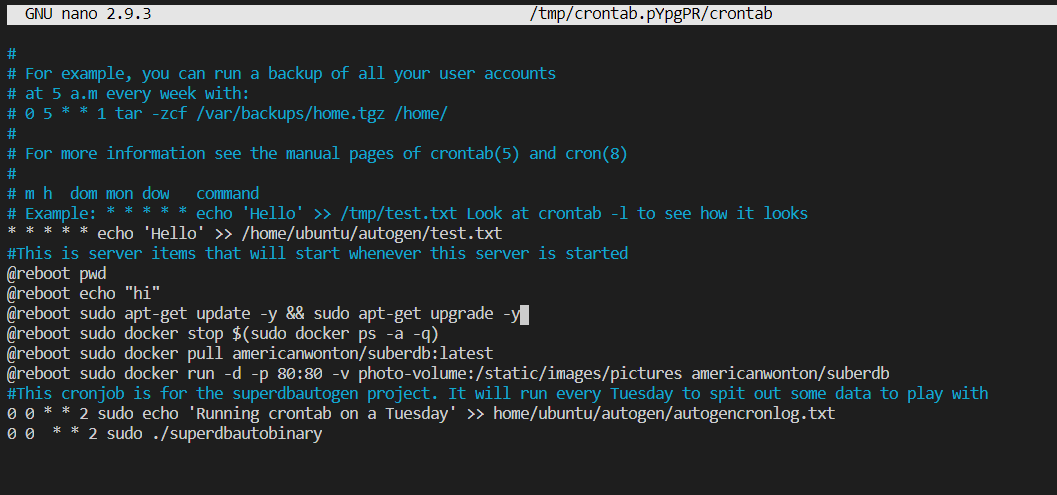 GNU nano 2.9.3 /tmp/crontab.pYpgPR/crontab
#
# For example, you can run a backup of all your user accounts
# at 5 a.m every week with:
# 0 5 * * 1 tar -zcf /var/backups/home.tgz /home/
#
# For more information see the manual pages of crontab(5) and cron(8)
#
# m h  dom mon dow   command
# Example: * * * * * echo 'Hello' >> /tmp/test.txt Look at crontab -l to see how it looks
* * * * * echo 'Hello' >> /home/ubuntu/autogen/test.txt
#This is server items that will start whenever this server is started
@reboot pwd
@reboot echo "hi"
@reboot sudo apt-get update -y && sudo apt-get upgrade -y
@reboot sudo docker stop $(sudo docker ps -a -q)
@reboot sudo docker pull americanwonton/suberdb:latest
@reboot sudo docker run -d -p 80:80 -v photo-volume:/static/images/pictures americanwonton/suberdb
#This cronjob is for the superdbautogen project. It will run every Tuesday to spit out some data to play with
0 0 * * 2 sudo echo 'Running crontab on a Tuesday' >> home/ubuntu/autogen/autogencronlog.txt
0 0  * * 2 sudo ./superdbautobinary